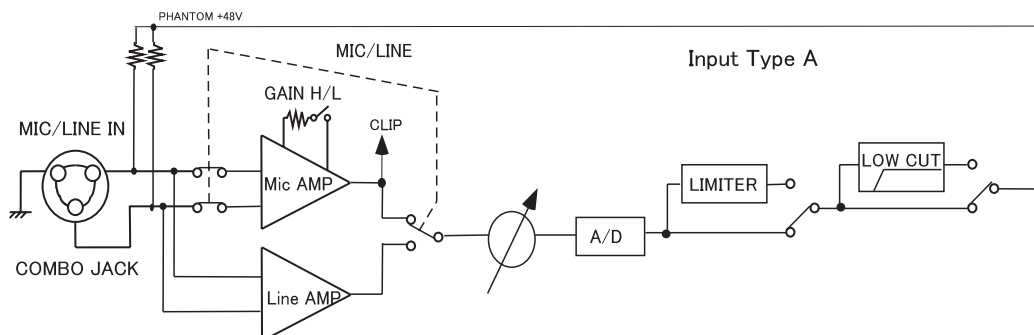 PHANTOM +48V
MIC/LINE
Input Type A
GAIN H/L
MIC/LINE IN
CLIP
LOW CUT
Mic AMP
LIMITER
A/D
COMBO JACK
Line AMP